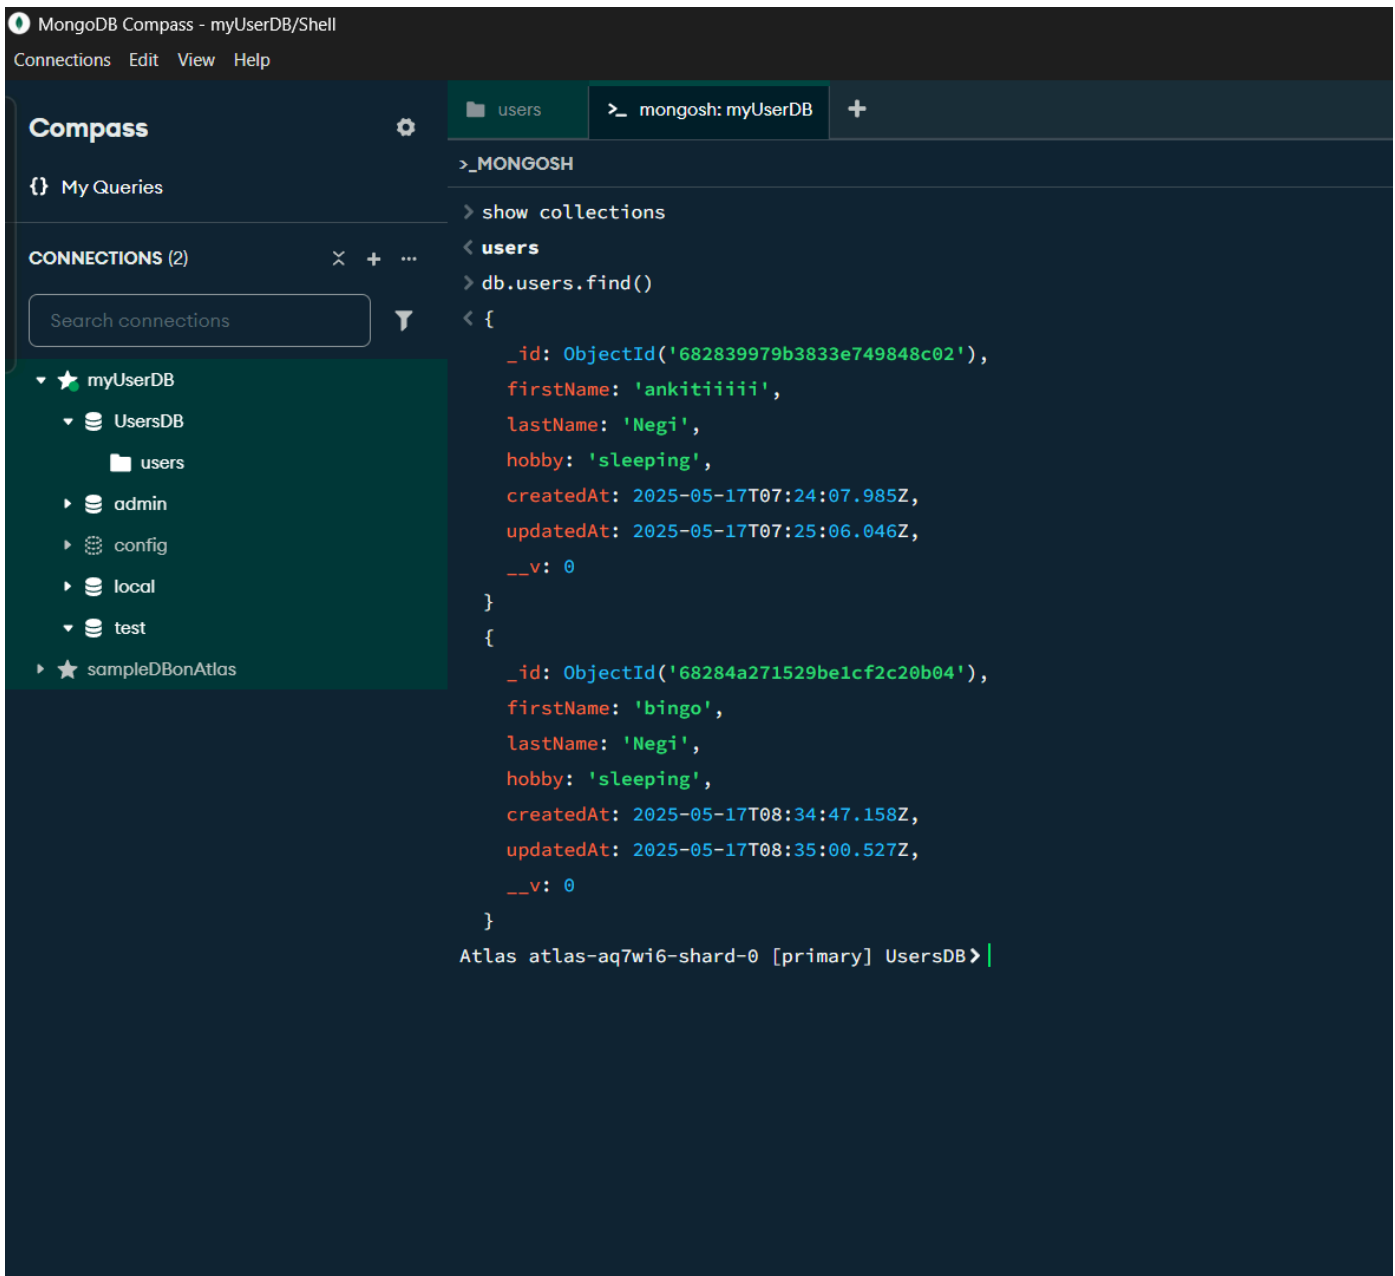 MongoDB Compass - myUserDB/Shell
Connections Edit View Help
Compass
{} My Queries
CONNECTIONS (2)
Search connections
myUserDB
UsersDB
users
admin
config
local
test
sampleDBonAtlas
users
>_ mongosh: myUserDB
>_MONGOSH
> show collections
< users
> db.users.find()
< {
_id: ObjectId('682839979b3833e749848c02'),
firstName: 'ankitiiiii',
lastName: 'Negi',
hobby: 'sleeping',
createdAt: 2025-05-17T07:24:07.985Z,
updatedAt: 2025-05-17T07:25:06.046Z,
__v: 0
}
{
_id: ObjectId('68284a271529be1cf2c20b04'),
firstName: 'bingo',
lastName: 'Negi',
hobby: 'sleeping',
createdAt: 2025-05-17T08:34:47.158Z,
updatedAt: 2025-05-17T08:35:00.527Z,
__v: 0
}
Atlas atlas-aq7wi6-shard-0 [primary] UsersDB>